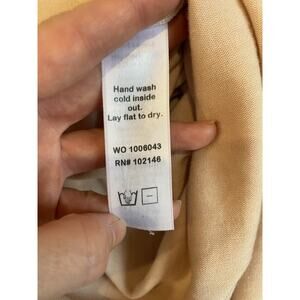 Hand wash
cold inside
out.
Lay flat to dry.
WO 1006043
RN# 102146